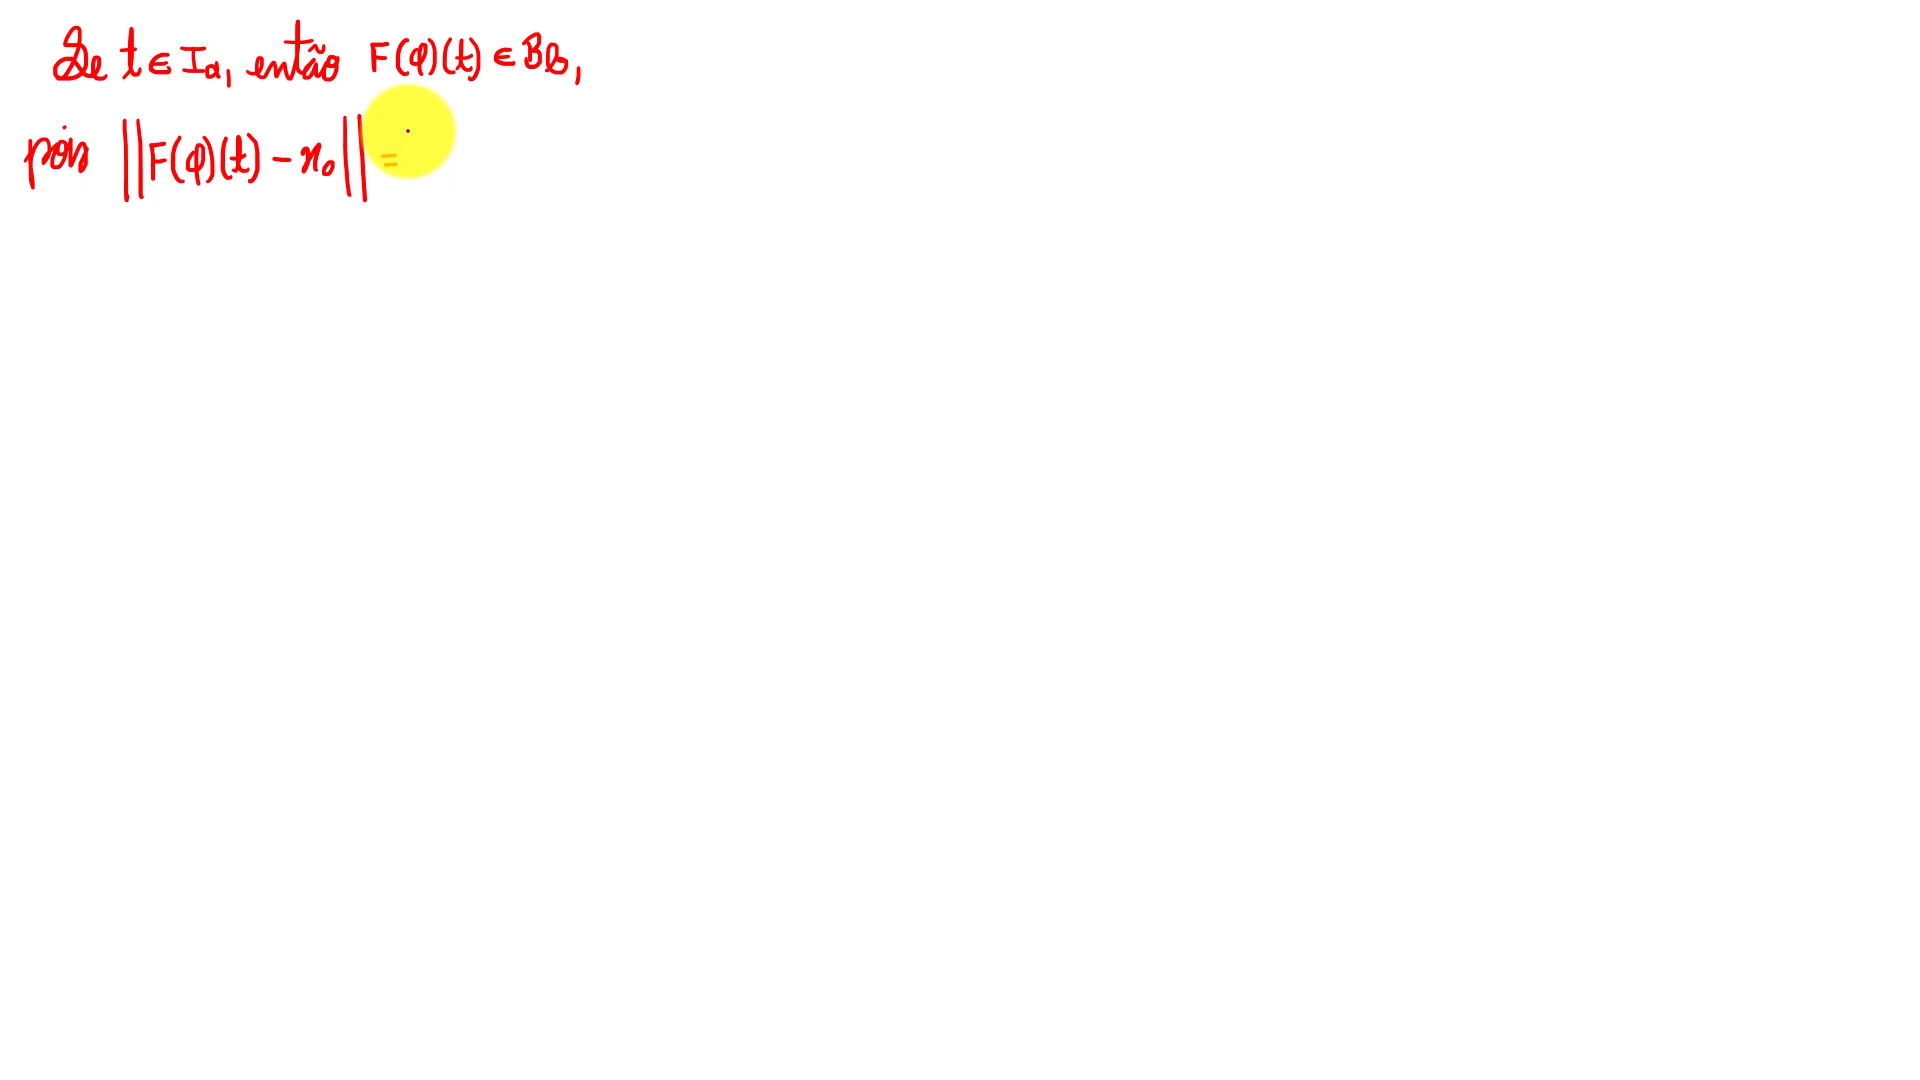 Se t ∈ Iₐ, então F(φ)(t) ∈ B_b,
pois ||F(φ)(t) - x₀|| =